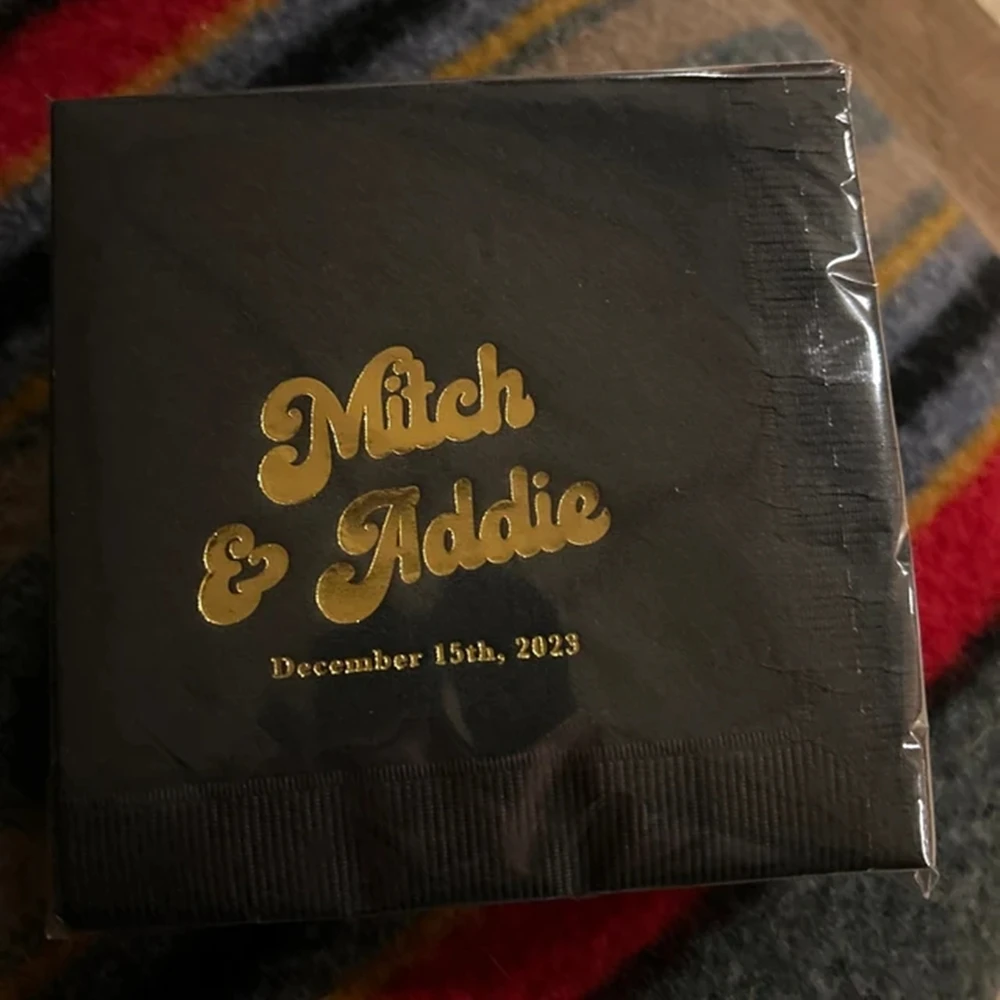 Mitch
& Addie
December 15th, 2023